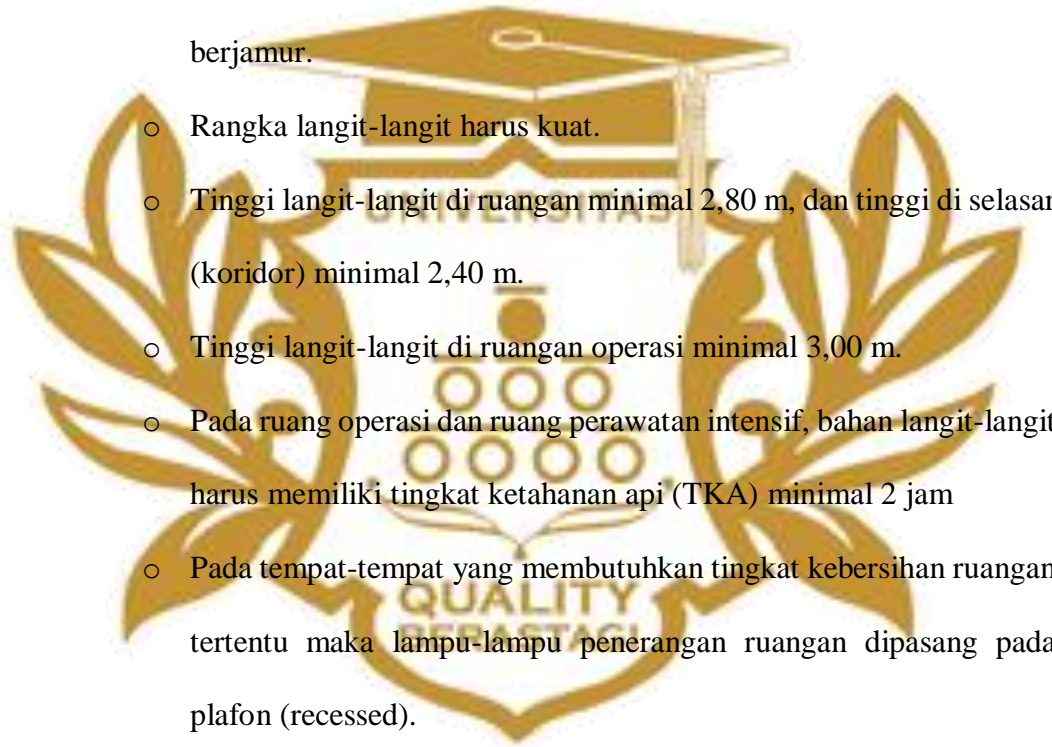 berjamur.
o Rangka langit-langit harus kuat.
o Tinggi langit-langit di ruangan minimal 2,80 m, dan tinggi di selasar
(koridor) minimal 2,40 m.
UNIVERSITAS
o Tinggi langit-langit di ruangan operasi minimal 3,00 m.
o Pada ruang operasi dan ruang perawatan intensif, bahan langit-langit
harus memiliki tingkat ketahanan api (TKA) minimal 2 jam
o Pada tempat-tempat yang membutuhkan tingkat kebersihan ruangan
QUALITY
tertentu maka lampu-lampu penerangan ruangan dipasang pada
BERASTAGI
plafon (recessed).